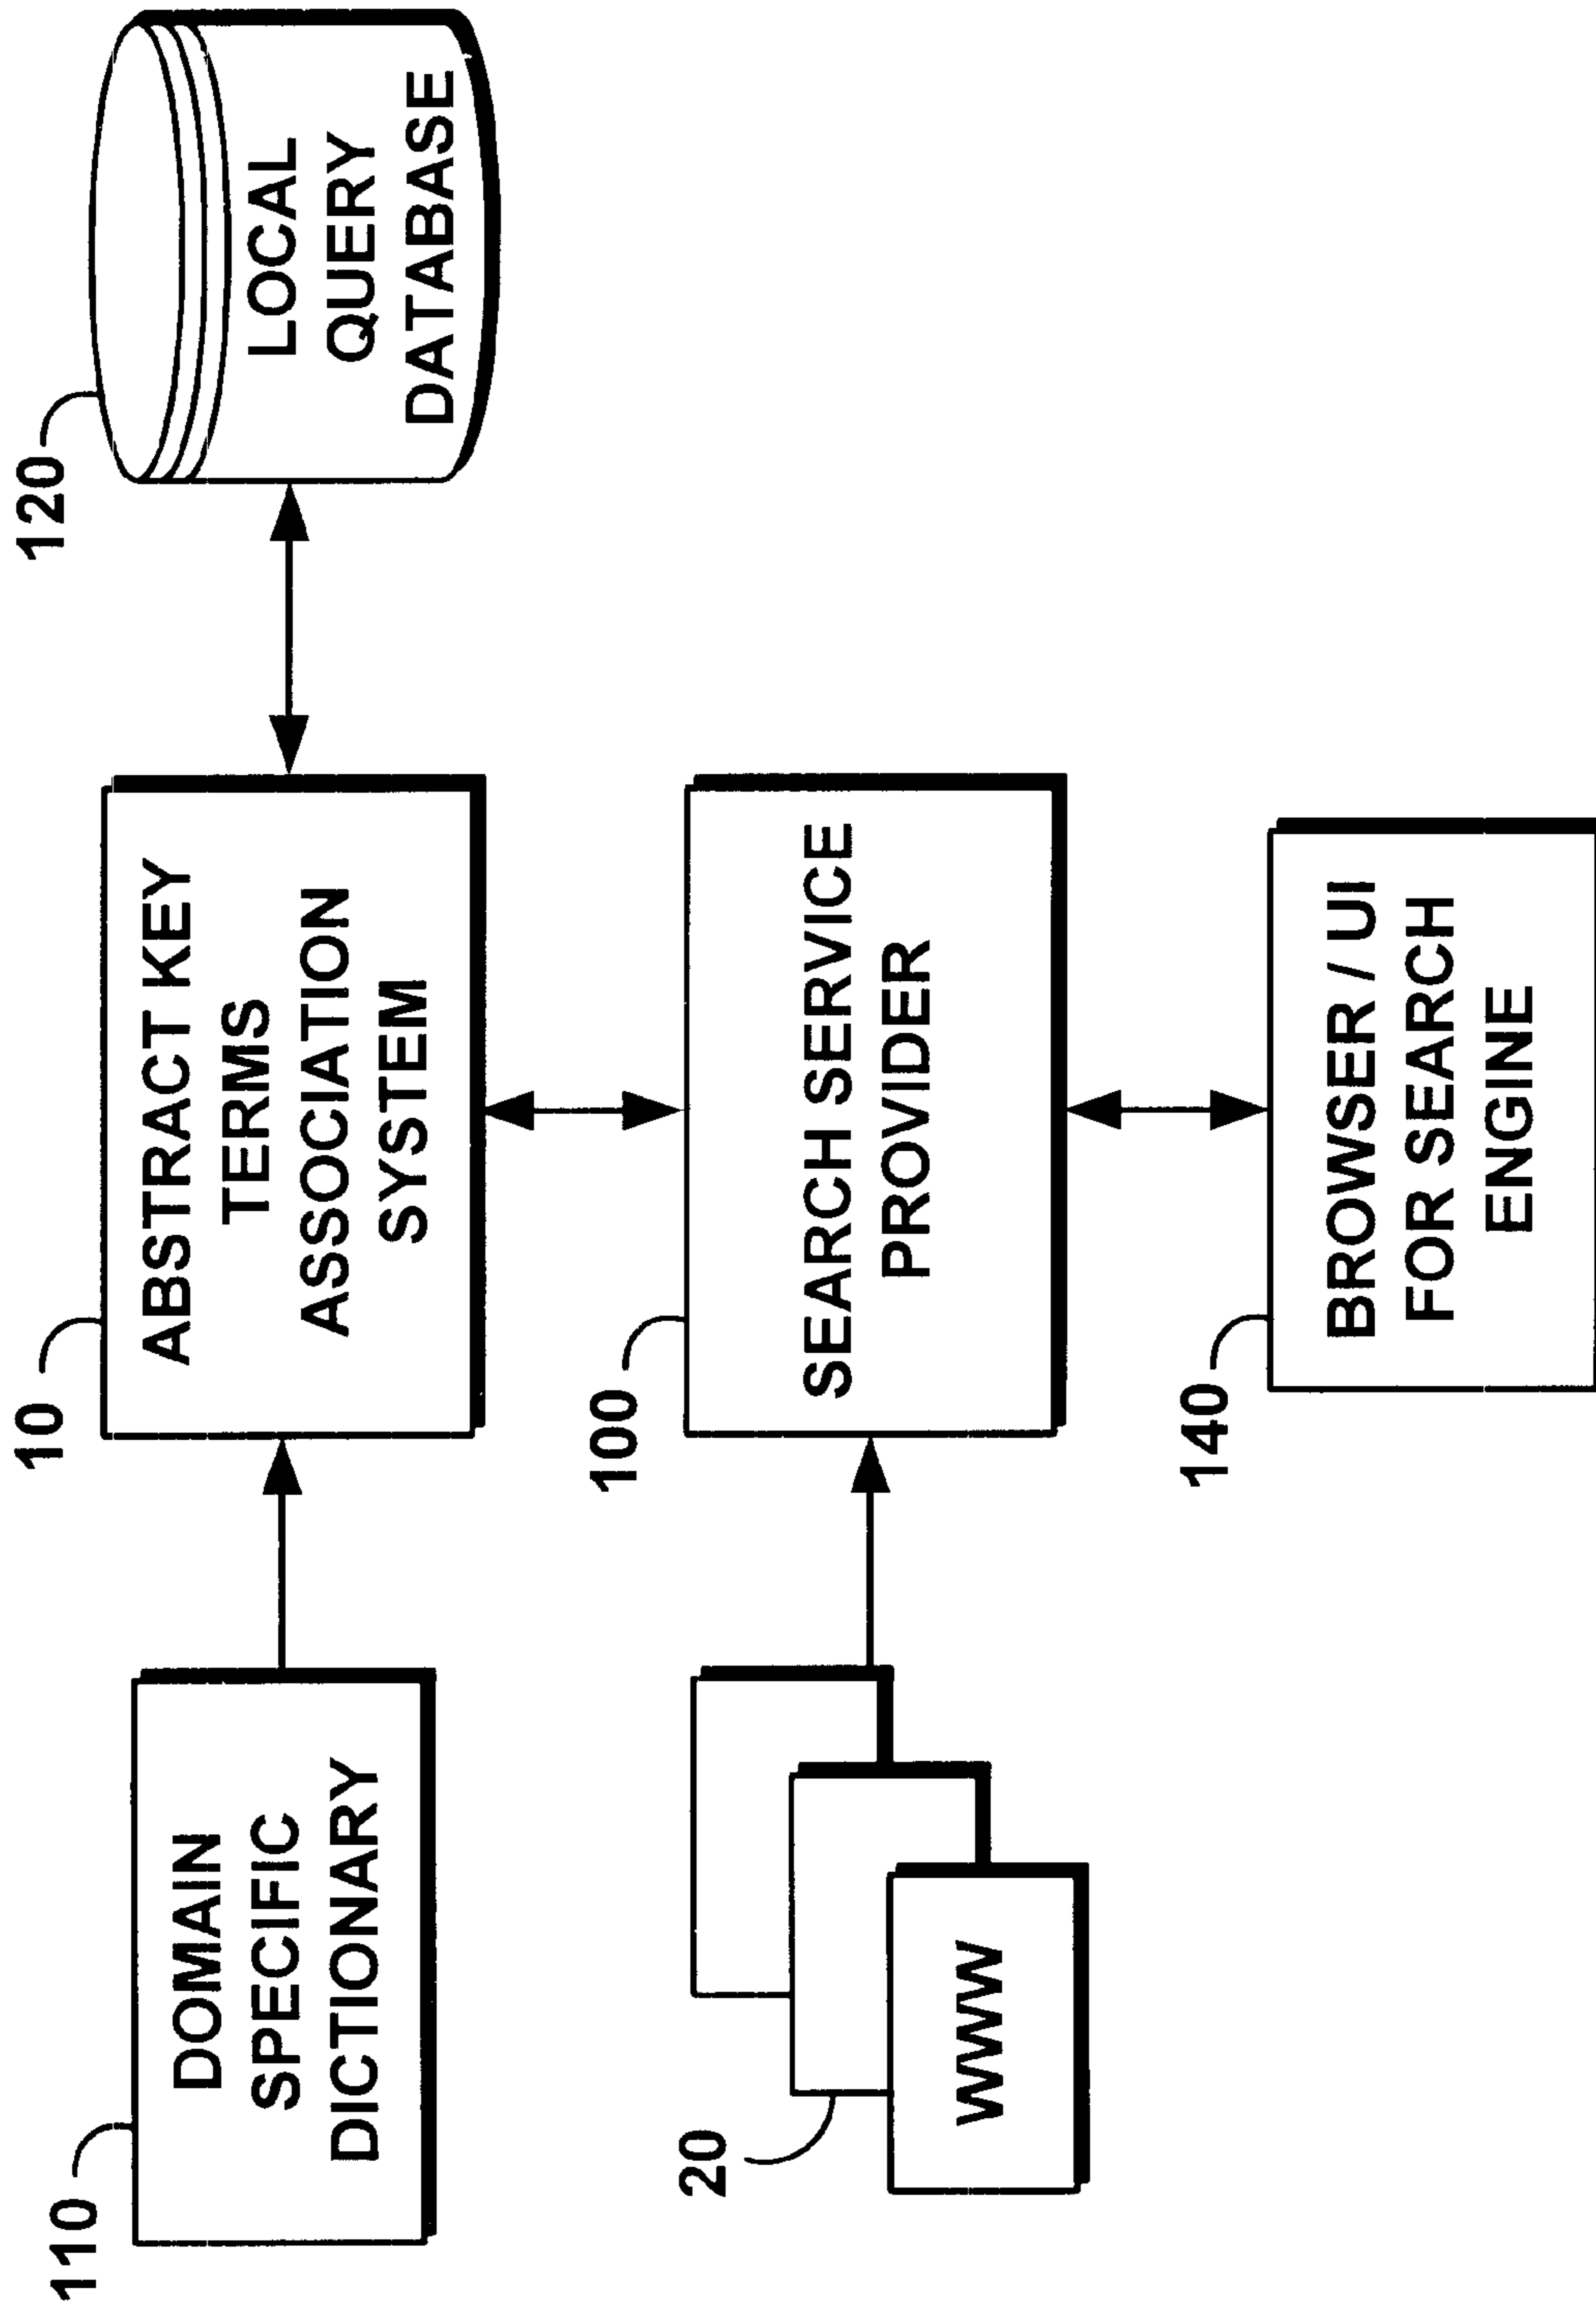 110
DOMAIN
SPECIFIC
DICTIONARY
10
ABSTRACT KEY
TERMS
ASSOCIATION
SYSTEM
120
LOCAL
QUERY
DATABASE
20
WWW
100
SEARCH SERVICE
PROVIDER
140
BROWSER / UI
FOR SEARCH
ENGINE